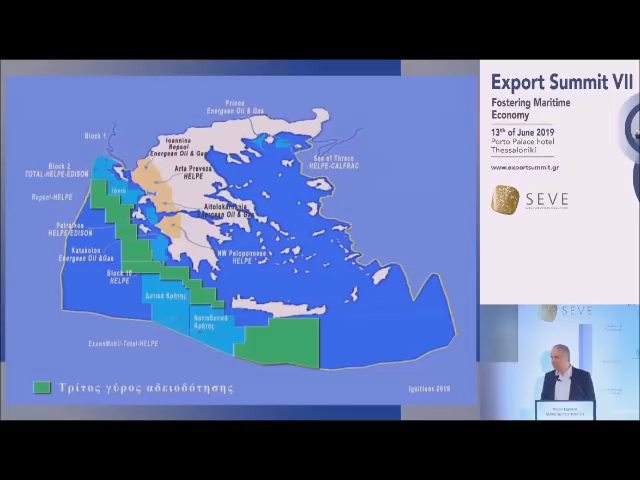 Prinos
Energean Oil & Gas
Block 1
Ioannina
Repsol
Energean Oil & Gas
Sea of Thrace
HELPE-CALFRAC
Block 2
TOTAL-HELPE-EDISON
Arta Preveza
HELPE
Ιόνιο
Repsol-HELPE
Aitoloakarnania
Energean Oil & Gas
Patraikos
HELPE-EDISON
Katakolon
Energean Oil & Gas
NW Peloponnese
HELPE
Block 10
HELPE
Δυτικά Κρήτης
Νοτιοδυτικά
Κρήτης
ExxonMobil-Total-HELPE
Τρίτος γύρος αδειοδότησης
Ignitions 2019
Export Summit VII
Fostering Maritime
Economy
13th of June 2019
Porto Palace hotel
Thessaloniki
www.exportsummit.gr
SEVE
SEVE